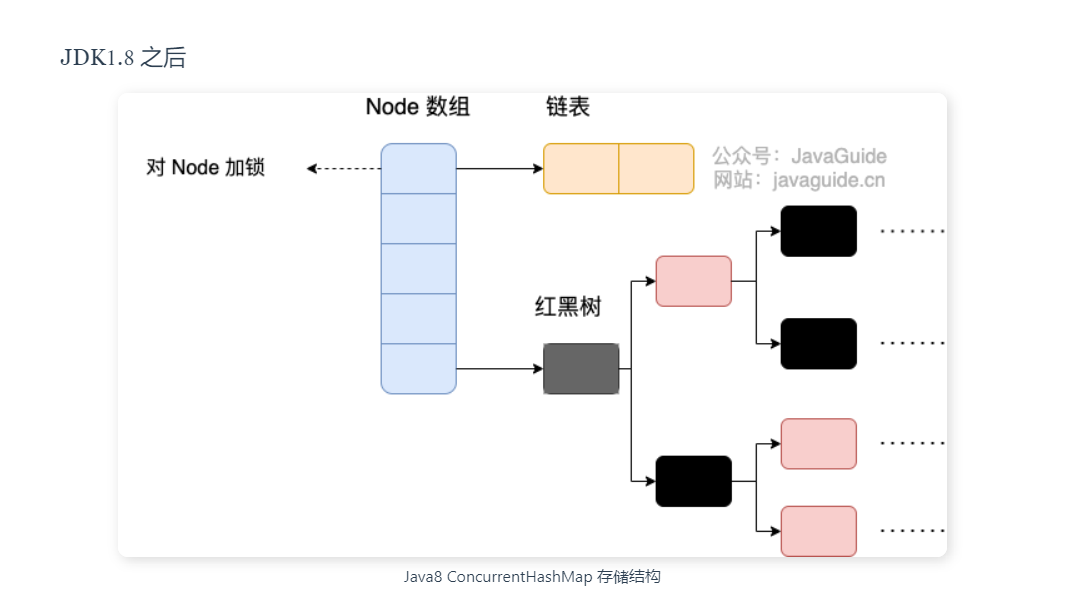 JDK1.8 之后
Node 数组
链表
对 Node 加锁
公众号：JavaGuide
网站：javaguide.cn
红黑树
Java8 ConcurrentHashMap 存储结构